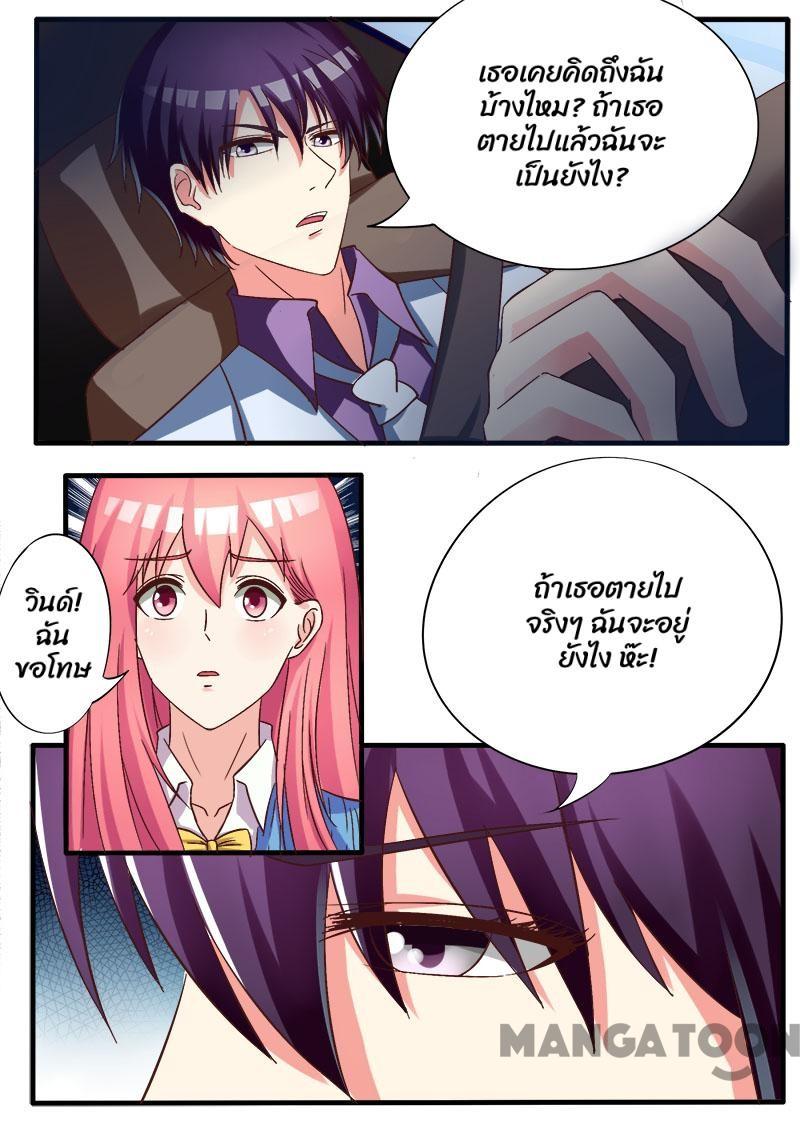 เธอเคยคิดถึงฉัน
บ้างไหม? ถ้าเธอ
ตายไปแล้วฉันจะ
เป็นยังไง?
วินด์!
ฉัน
ขอโทษ
ถ้าเธอตายไป
จริงๆ ฉันจะอยู่
ยังไง ห๊ะ!
MANGATOON